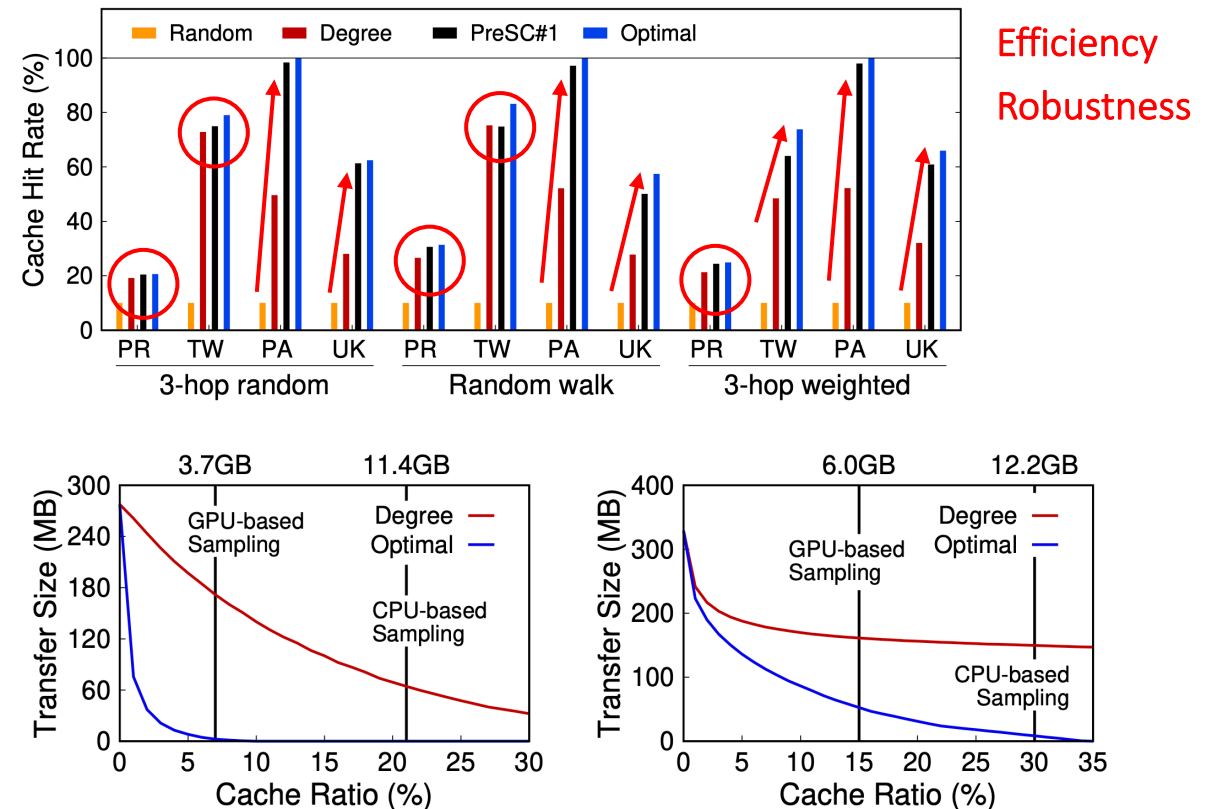 Random Degree PreSC#1 Optimal
Efficiency
Robustness
Cache Hit Rate (%)
100
80
60
40
20
0
PR TW PA UK PR TW PA UK PR TW PA UK
3-hop random Random walk 3-hop weighted
3.7GB 11.4GB
Transfer Size (MB)
300
240
180
120
60
0
GPU-based
Sampling
Degree
Optimal
CPU-based
Sampling
0 5 10 15 20 25 30
Cache Ratio (%)
6.0GB 12.2GB
Transfer Size (MB)
400
300
200
100
0
Degree
Optimal
GPU-based
Sampling
CPU-based
Sampling
0 5 10 15 20 25 30 35
Cache Ratio (%)